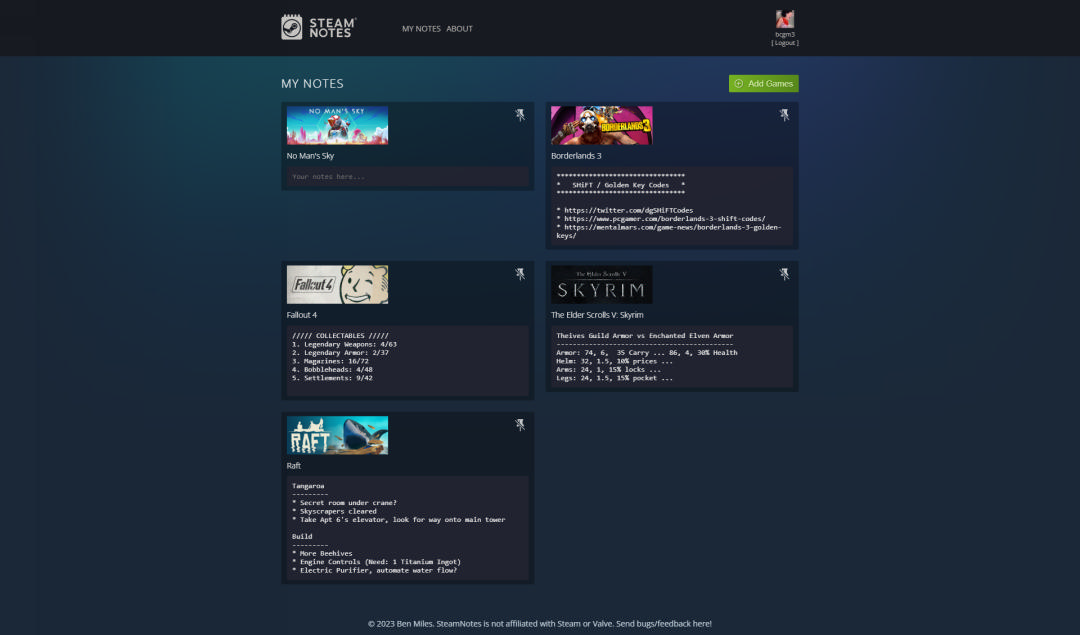 STEAM
NOTES
MY NOTES ABOUT
bcgm3
[ Logout ]
MY NOTES
Add Games
NO MAN'S SKY
No Man's Sky
Your notes here...
BORDERLANDS 3
Borderlands 3
********************************
* SHiFT / Golden Key Codes *
********************************
* https://twitter.com/dgSHiFTCodes
* https://www.pcgamer.com/borderlands-3-shift-codes/
* https://mentalmars.com/game-news/borderlands-3-golden-
keys/
Fallout 4
Fallout 4
///// COLLECTABLES /////
1. Legendary Weapons: 4/63
2. Legendary Armor: 2/37
3. Magazines: 16/72
4. Bobbleheads: 4/48
5. Settlements: 9/42
The Elder Scrolls V
SKYRIM
The Elder Scrolls V: Skyrim
Theives Guild Armor vs Enchanted Elven Armor
--------------------------------------------
Armor: 74, 6, 35 Carry ... 86, 4, 30% Health
Helm: 32, 1.5, 10% prices ...
Arms: 24, 1, 15% locks ...
Legs: 24, 1.5, 15% pocket ...
RAFT
Raft
Tangaroa
---------
* Secret room under crane?
* Skyscrapers cleared
* Take Apt 6's elevator, look for way onto main tower
Build
---------
* More Beehives
* Engine Controls (Need: 1 Titanium Ingot)
* Electric Purifier, automate water flow?
© 2023 Ben Miles. SteamNotes is not affiliated with Steam or Valve. Send bugs/feedback here!